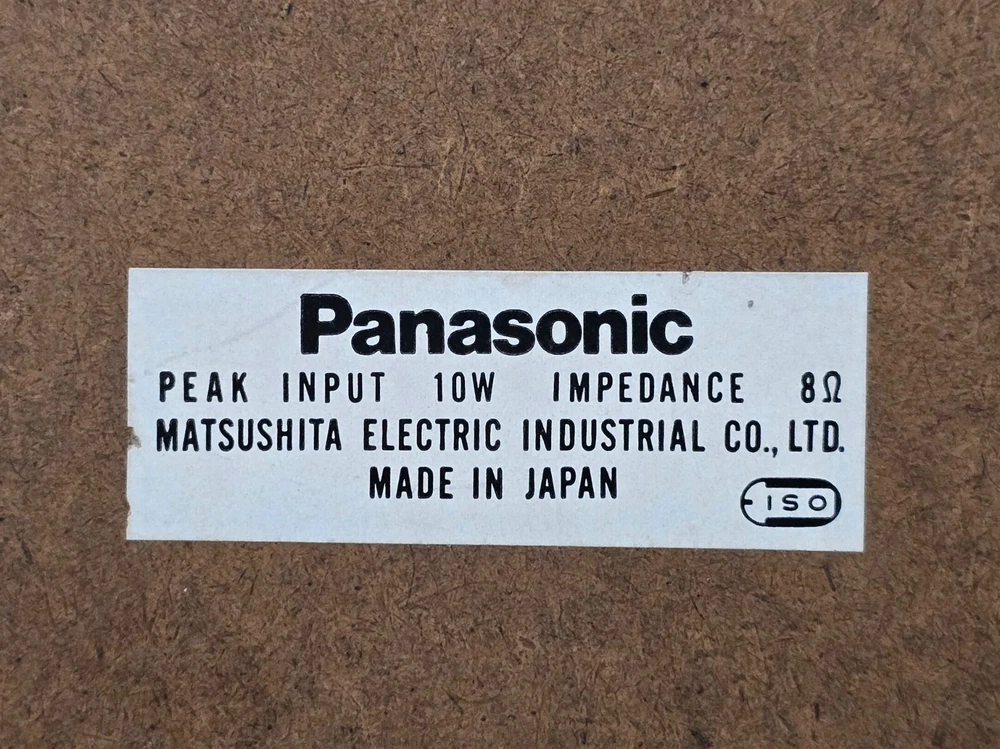 Panasonic
PEAK INPUT 10W IMPEDANCE 8Ω
MATSUSHITA ELECTRIC INDUSTRIAL CO., LTD.
MADE IN JAPAN
ISO